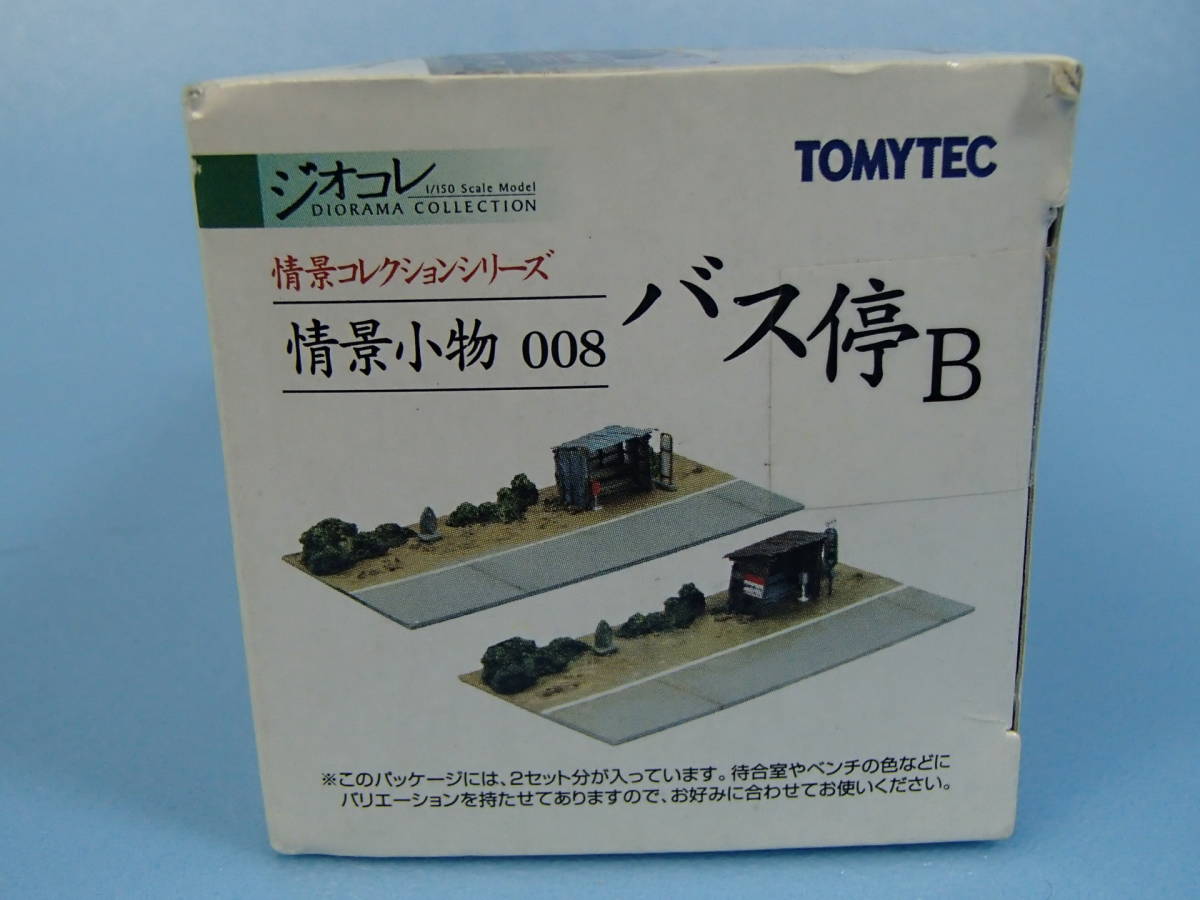 TOMYTEC
ジオコレ
1/150 Scale Model
DIORAMA COLLECTION
情景コレクションシリーズ
情景小物 008
バス停B
※このパッケージには、2セット分が入っています。待合室やベンチの色などに
バリエーションを持たせてありますので、お好みに合わせてお使いください。